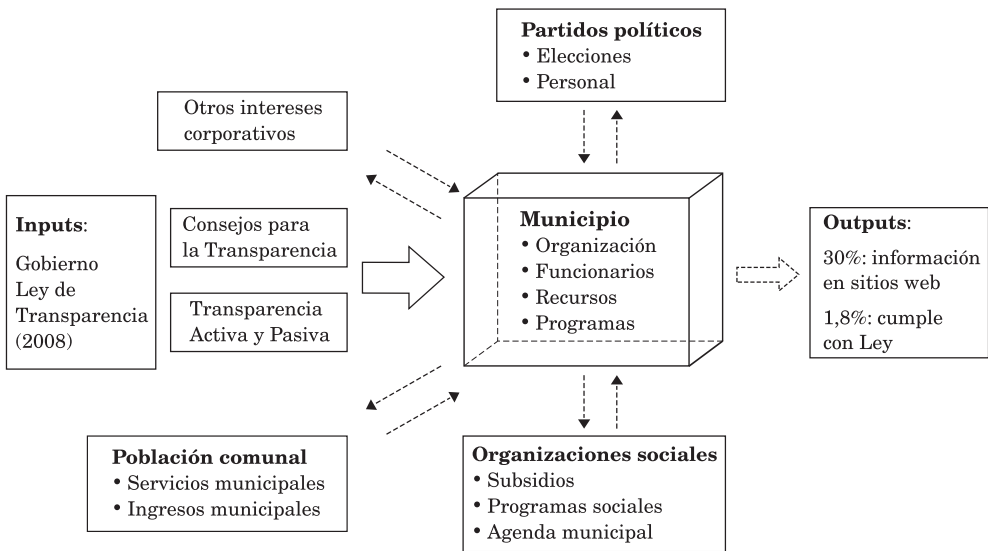 Partidos políticos
• Elecciones
• Personal
Otros intereses
corporativos
Inputs:
Gobierno
Ley de
Transparencia
(2008)
Consejos para
la Transparencia
Transparencia
Activa y Pasiva
Municipio
• Organización
• Funcionarios
• Recursos
• Programas
Outputs:
30%: información
en sitios web
1,8%: cumple
con Ley
Población comunal
• Servicios municipales
• Ingresos municipales
Organizaciones sociales
• Subsidios
• Programas sociales
• Agenda municipal